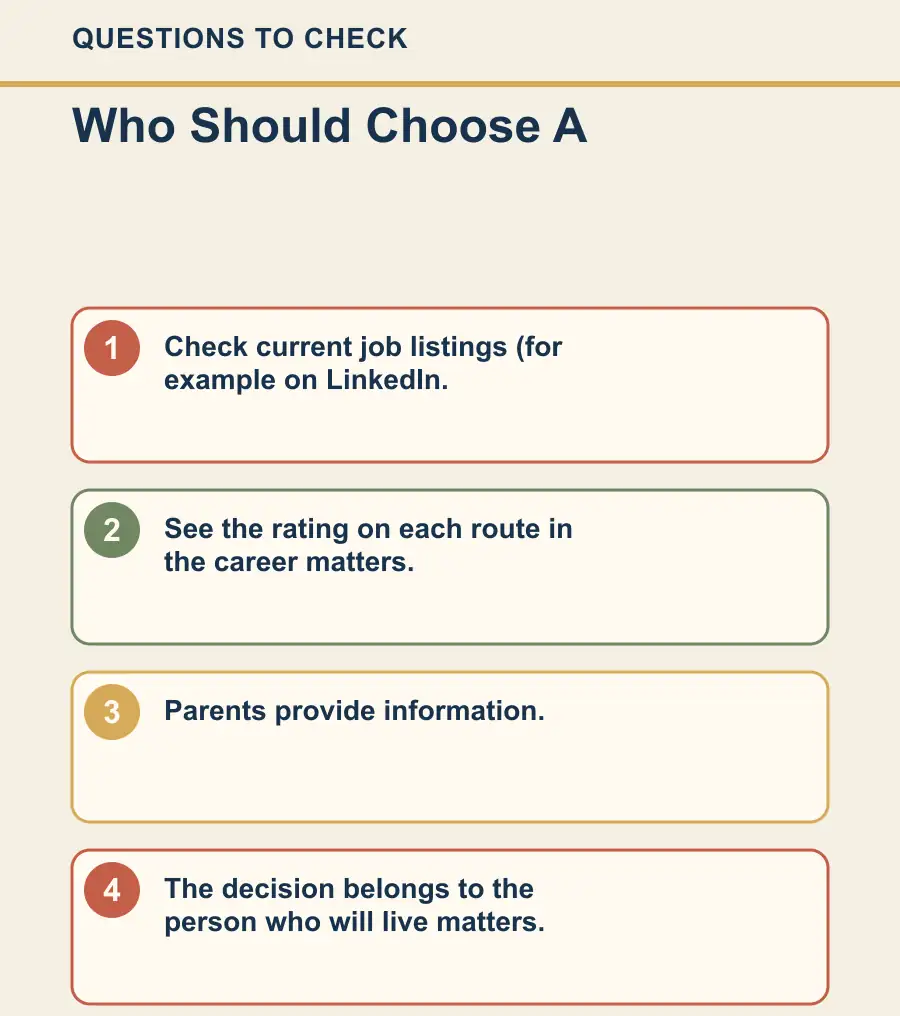 QUESTIONS TO CHECK
Who Should Choose A
1
Check current job listings (for
example on LinkedIn.
2
See the rating on each route in
the career matters.
3
Parents provide information.
4
The decision belongs to the
person who will live matters.